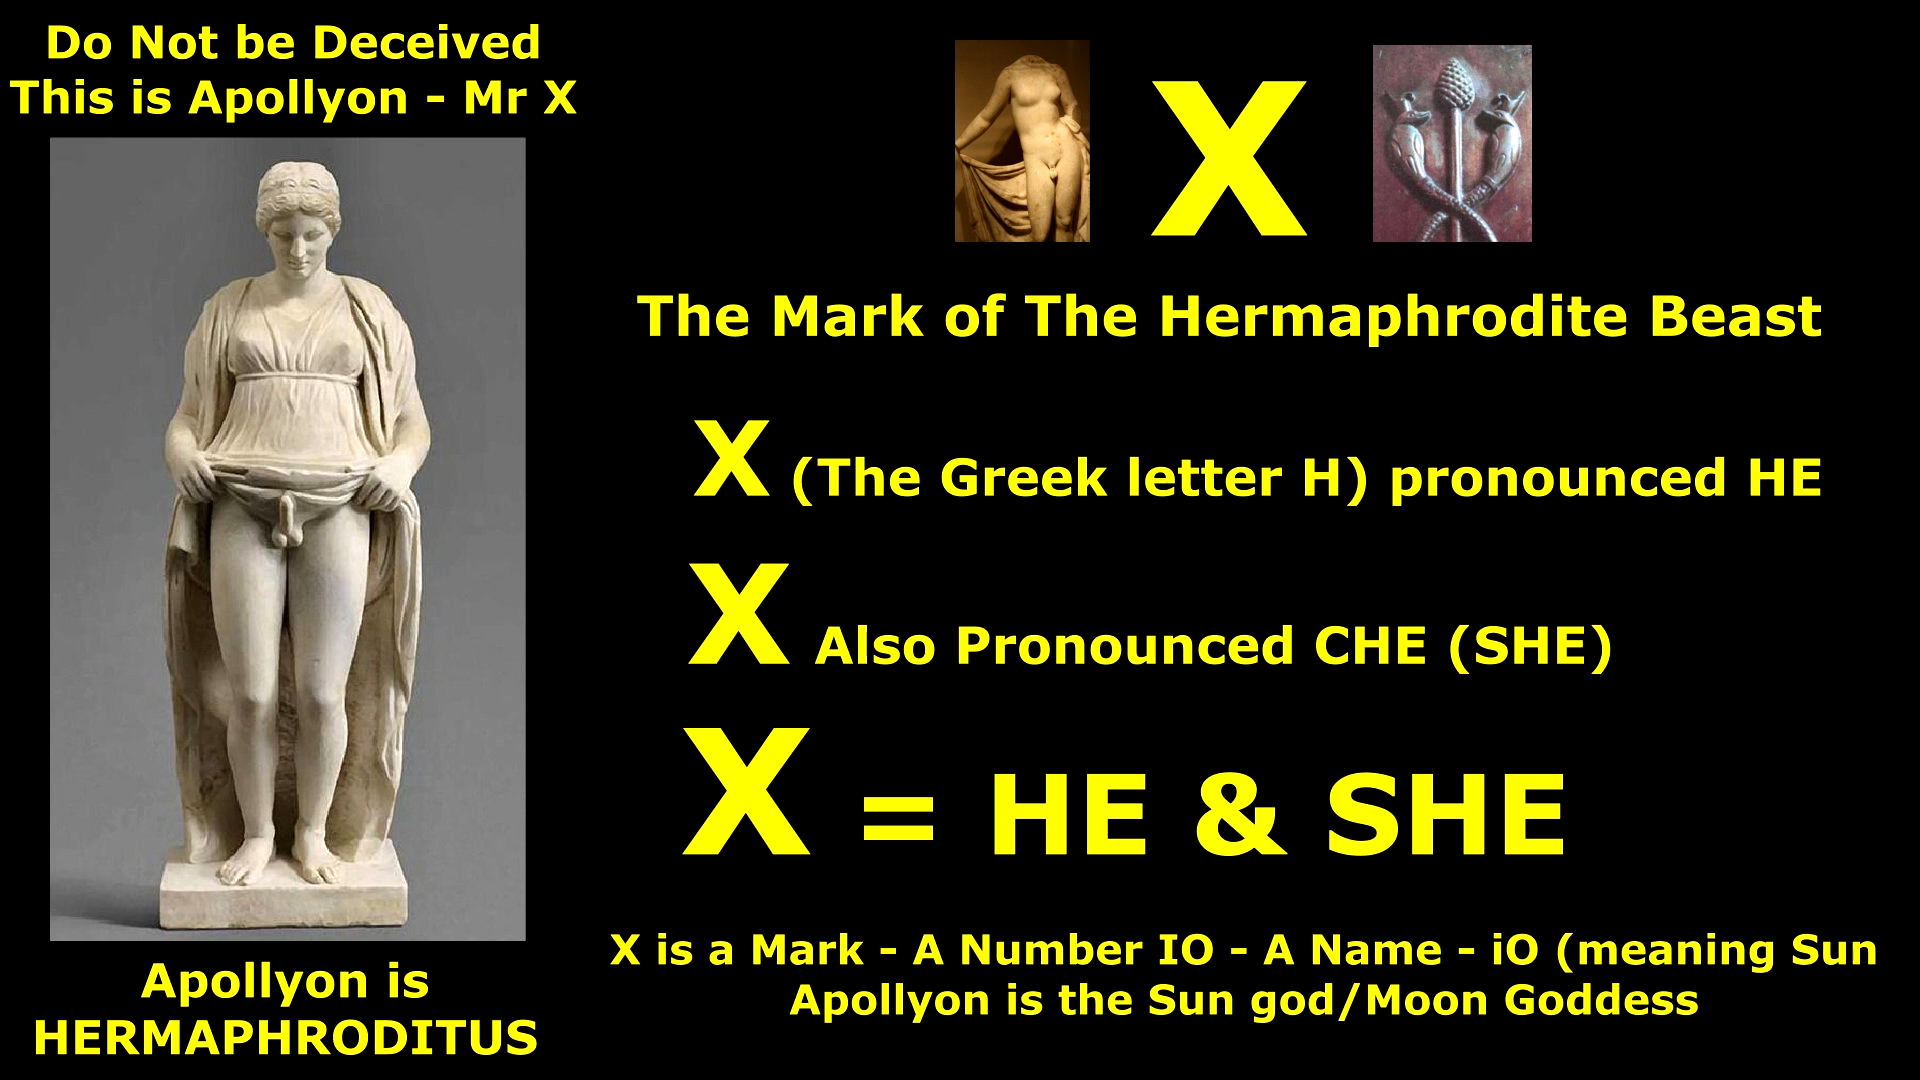 Do Not be Deceived
This is Apollyon - Mr X
X
The Mark of The Hermaphrodite Beast
X (The Greek letter H) pronounced HE
X Also Pronounced CHE (SHE)
X = HE & SHE
X is a Mark - A Number IO - A Name - iO (meaning Sun
Apollyon is the Sun god/Moon Goddess
Apollyon is
HERMAPHRODITUS